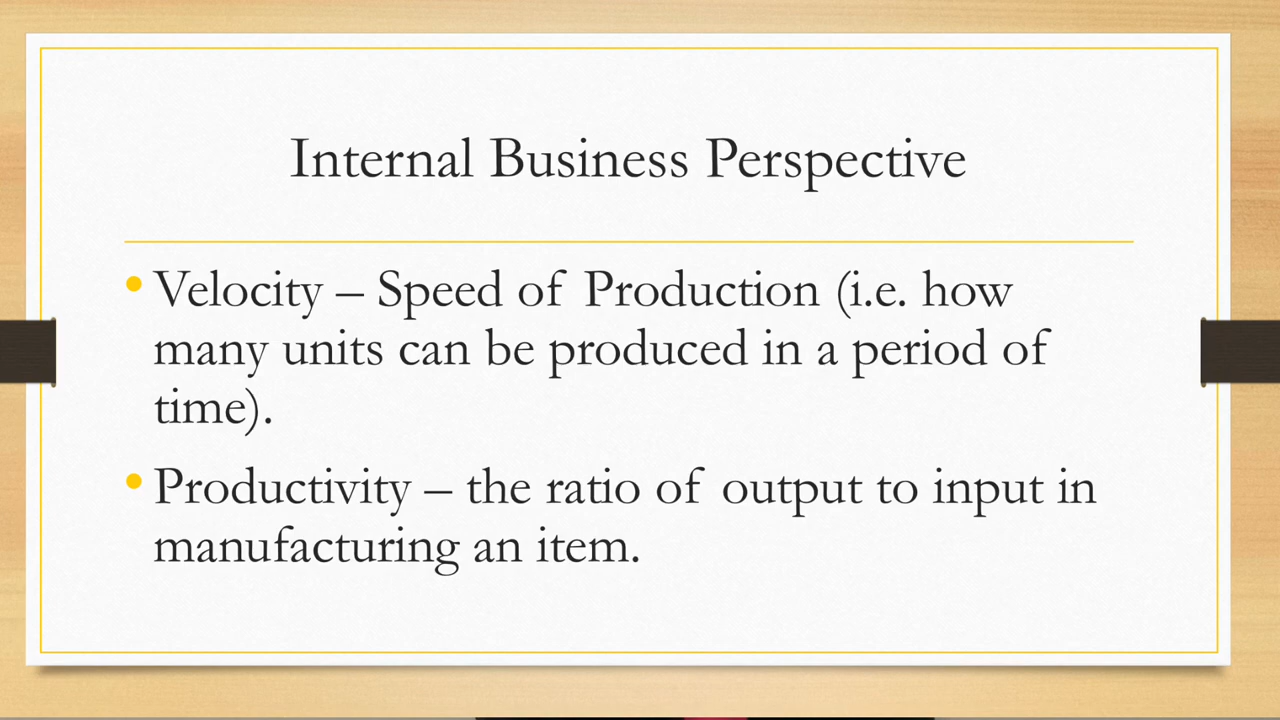 Internal Business Perspective
• Velocity – Speed of Production (i.e. how
many units can be produced in a period of
time).
• Productivity – the ratio of output to input in
manufacturing an item.